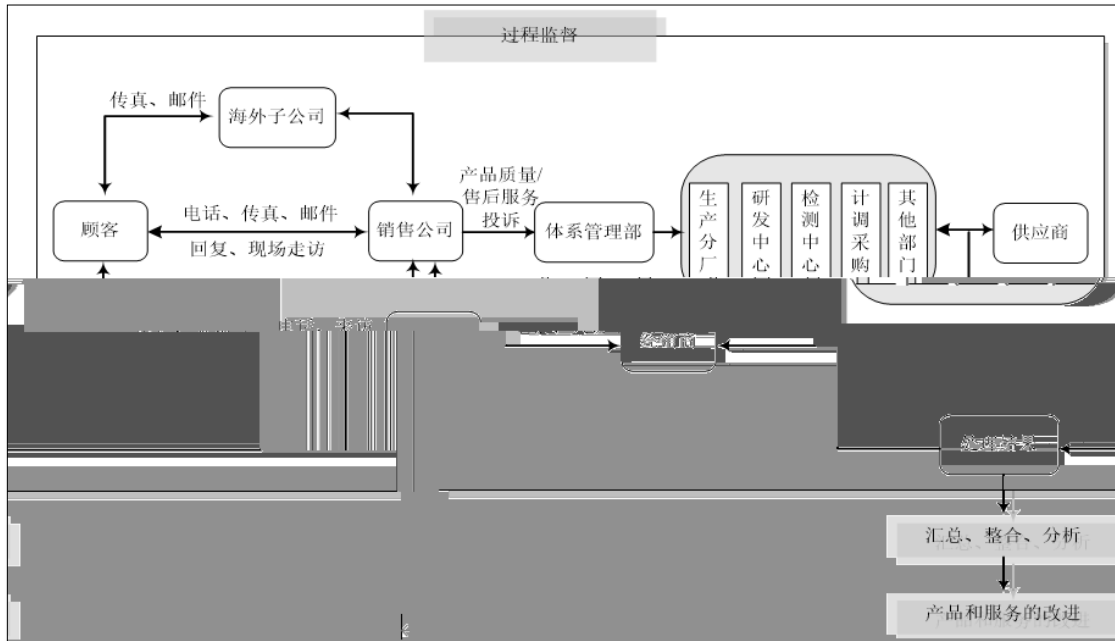 过程监督
传真、邮件
海外子公司
顾客
电话、传真、邮件
回复、现场走访
销售公司
产品质量/
售后服务
投诉
体系管理部
生产分厂
研发中心
检测中心
计调采购
其他部门
供应商
处理结果
汇总、整合、分析
产品和服务的改进